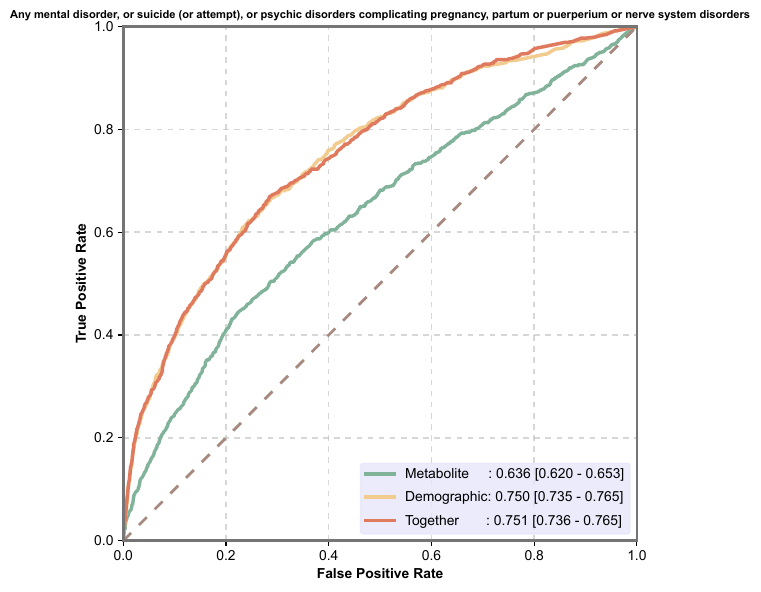 Any mental disorder, or suicide (or attempt), or psychic disorders complicating pregnancy, partum or puerperium or nerve system disorders
1.0
0.8
0.6
0.4
0.2
0.0
True Positive Rate
Metabolite : 0.636 [0.620 - 0.653]
Demographic: 0.750 [0.735 - 0.765]
Together : 0.751 [0.736 - 0.765]
0.0 0.2 0.4 0.6 0.8 1.0
False Positive Rate